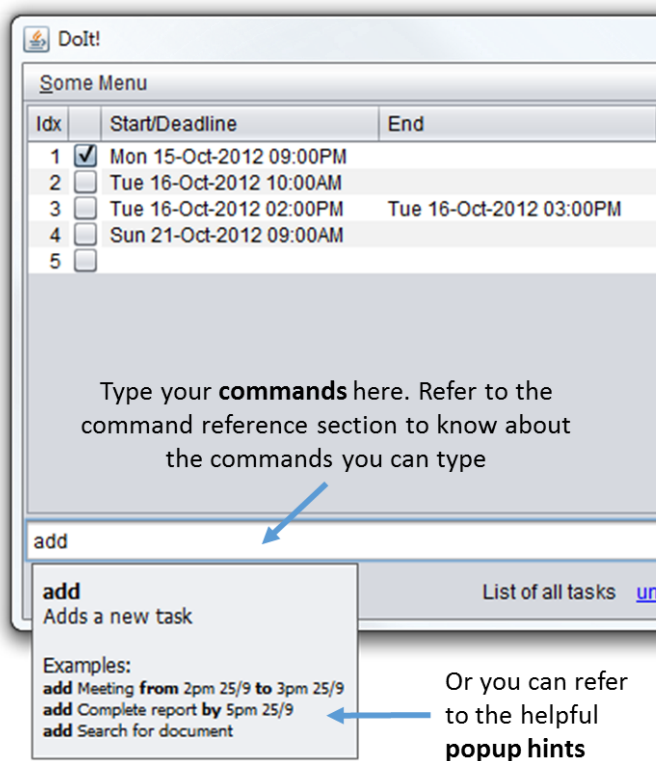 DoIt!
Some Menu
Idx Start/Deadline End
1 Mon 15-Oct-2012 09:00PM
2 Tue 16-Oct-2012 10:00AM
3 Tue 16-Oct-2012 02:00PM Tue 16-Oct-2012 03:00PM
4 Sun 21-Oct-2012 09:00AM
5
Type your commands here. Refer to the
command reference section to know about
the commands you can type
add
add
Adds a new task
List of all tasks
Examples:
add Meeting from 2pm 25/9 to 3pm 25/9
add Complete report by 5pm 25/9
add Search for document
Or you can refer
to the helpful
popup hints